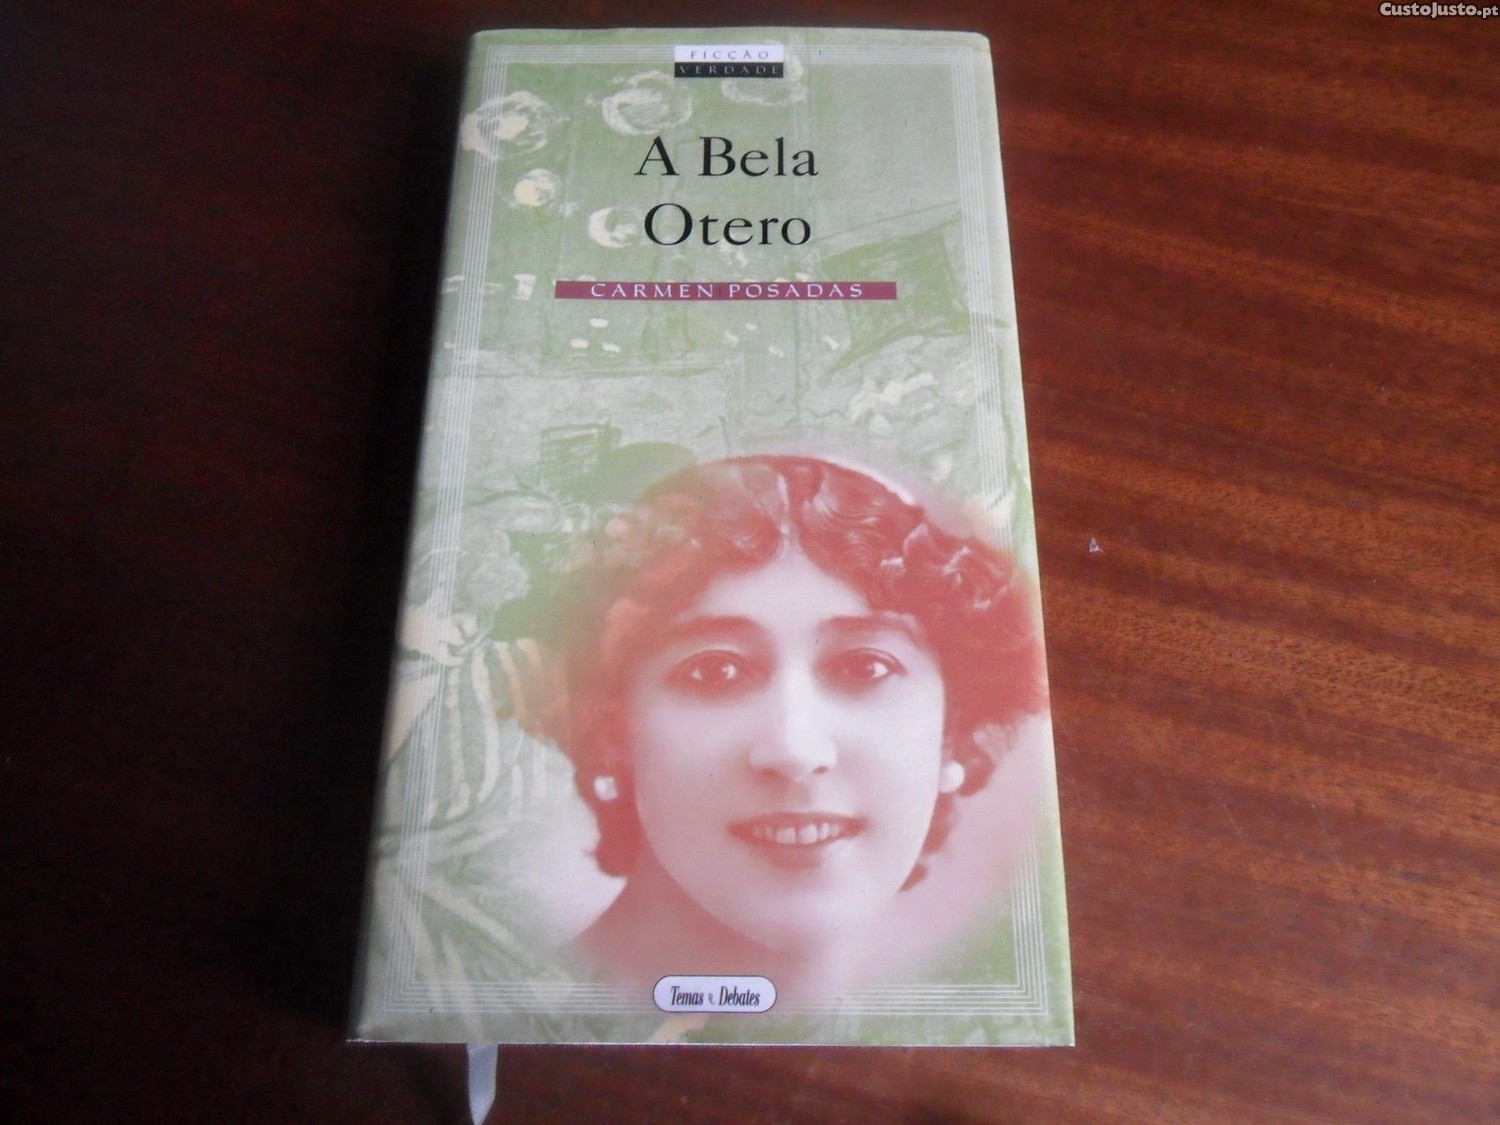 CustoJusto.pt
FICÇÃO
VERDADE
A Bela
Otero
CARMEN POSADAS
Temas e Debates